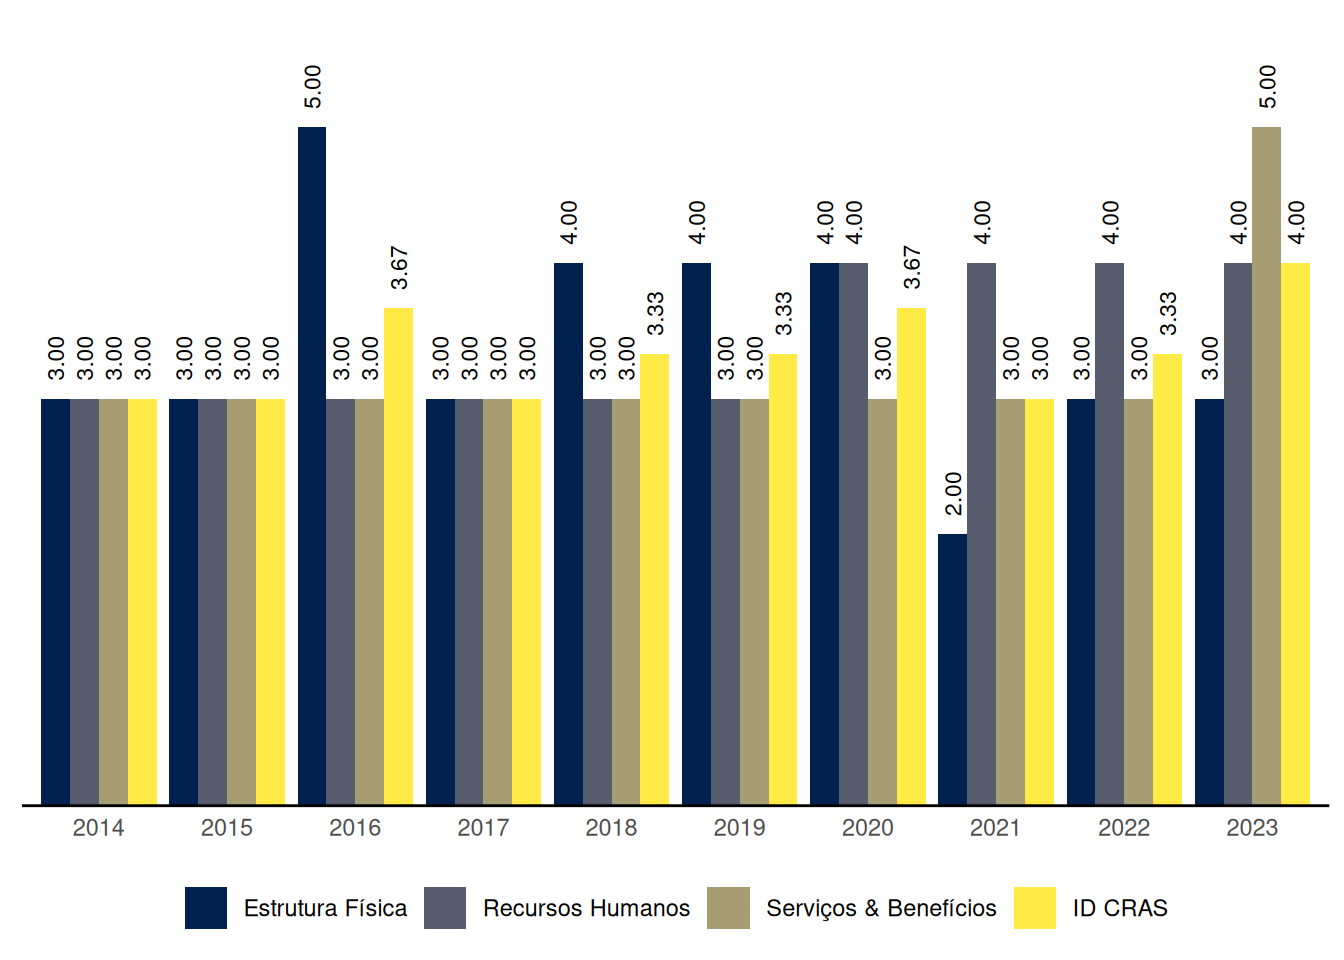 5.00 5.00
4.00 4.00 4.00 4.00 4.00 4.00 4.00 4.00
3.67 3.67
3.33 3.33 3.33
3.00 3.00 3.00 3.00 3.00 3.00 3.00 3.00 3.00 3.00 3.00 3.00 3.00 3.00 3.00 3.00 3.00 3.00 3.00 3.00 3.00 3.00 3.00 3.00
2.00
2014 2015 2016 2017 2018 2019 2020 2021 2022 2023
Estrutura Física Recursos Humanos Serviços & Benefícios ID CRAS